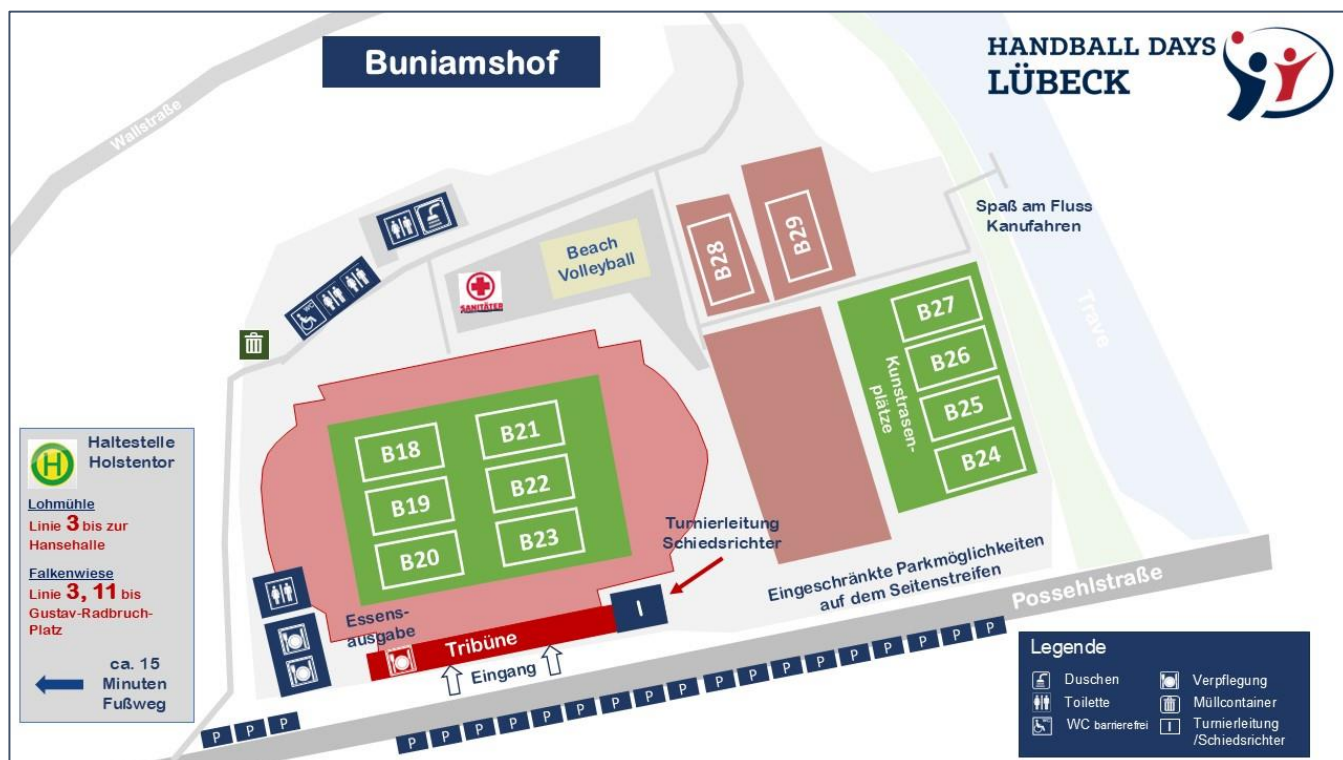 Buniamshof
HANDBALL DAYS
LÜBECK
Wallstraße
Spaß am Fluss
Kanufahren
Beach
Volleyball
SANITÄTER
B28
B29
Trave
B27
B26
B25
B24
Kunstrasen-
plätze
B18
B21
B19
B22
B20
B23
H
Haltestelle
Holstentor
Lohmühle
Linie 3 bis zur
Hansehalle
Falkenwiese
Linie 3, 11 bis
Gustav-Radbruch-
Platz
ca. 15
Minuten
Fußweg
Turnierleitung
Schiedsrichter
I
Essens-
ausgabe
Tribüne
Eingang
Eingeschränkte Parkmöglichkeiten
auf dem Seitenstreifen
Possehlstraße
WC
P P P
P P P P P P P P P P P P P P P P P P P P
Legende
Duschen
Toilette
WC WC barrierefrei
Verpflegung
Müllcontainer
I Turnierleitung
/Schiedsrichter